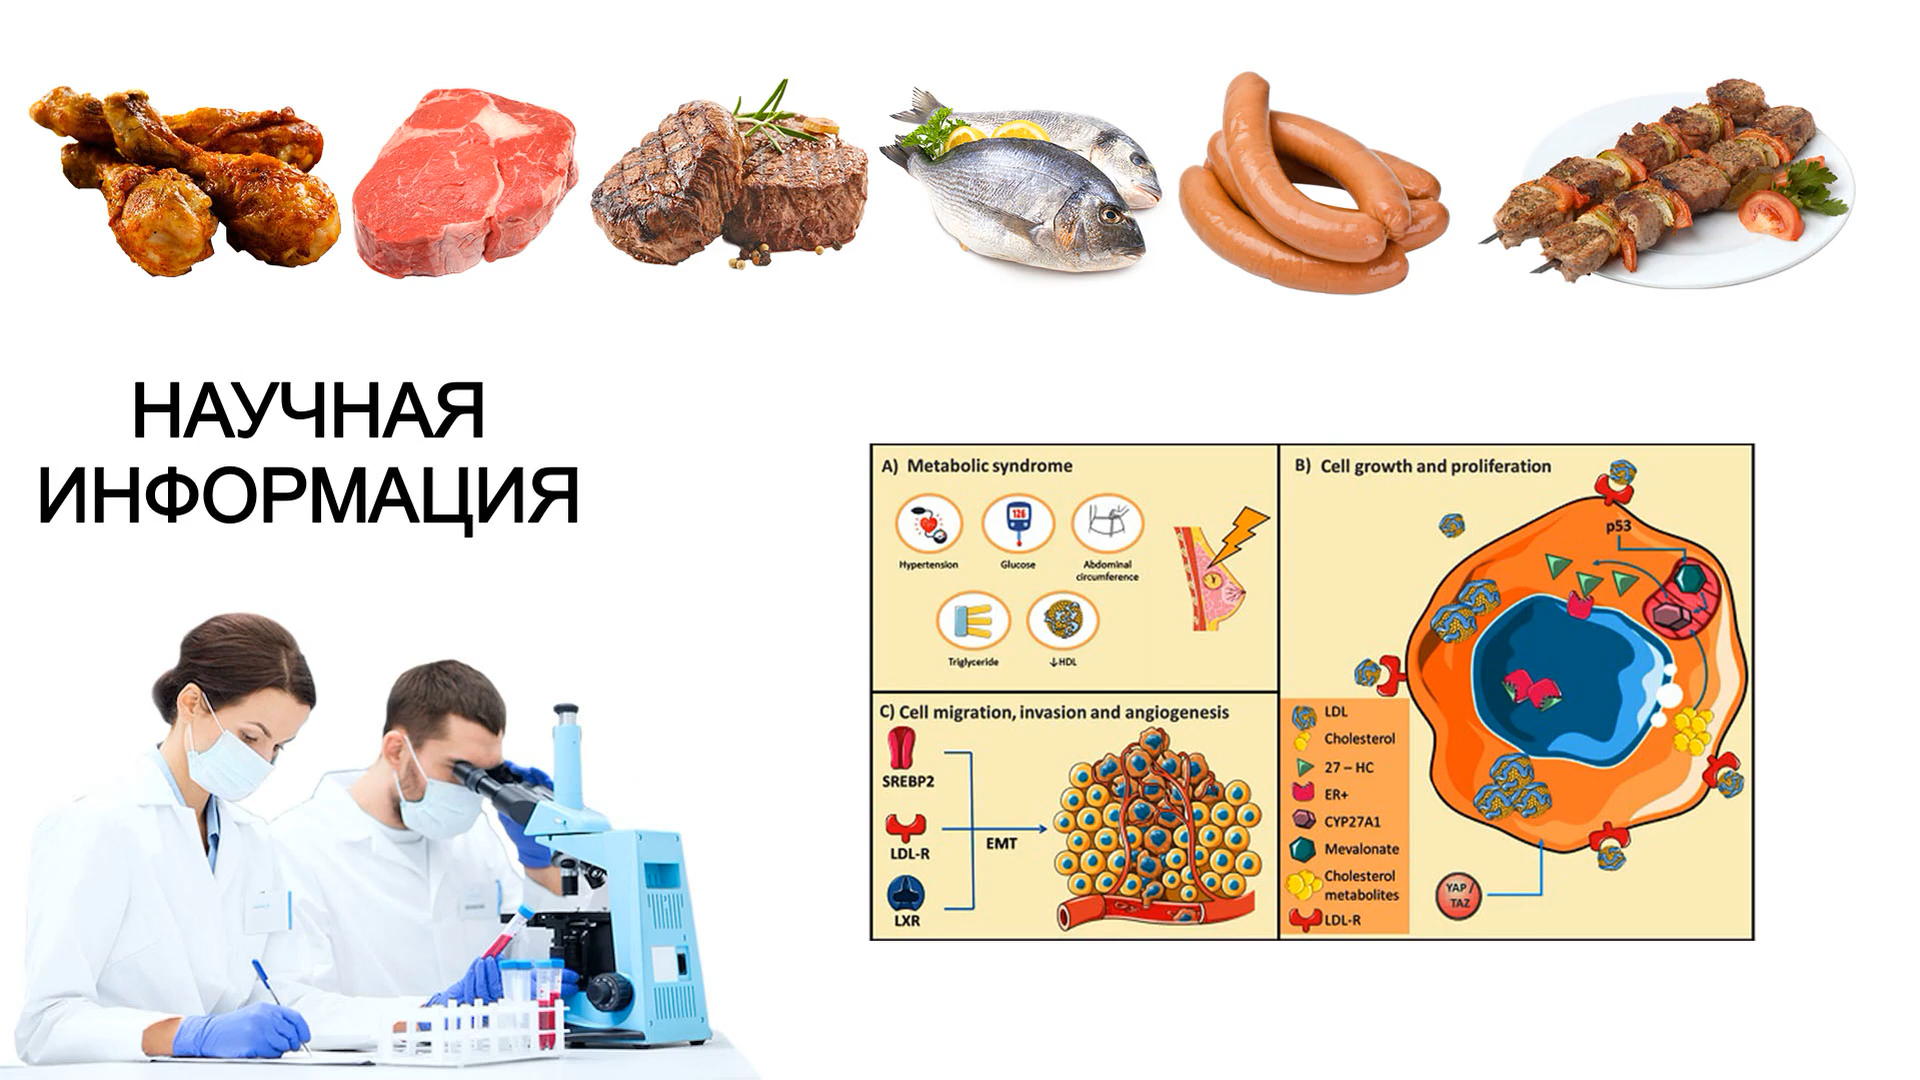 НАУЧНАЯ
ИНФОРМАЦИЯ
A) Metabolic syndrome
126
Hypertension
Glucose
Abdominal
circumference
Triglyceride
↓HDL
B) Cell growth and proliferation
p53
LDL
Cholesterol
27 – HC
ER+
CYP27A1
Mevalonate
Cholesterol
metabolites
LDL-R
YAP /
TAZ
C) Cell migration, invasion and angiogenesis
SREBP2
LDL-R
LXR
EMT